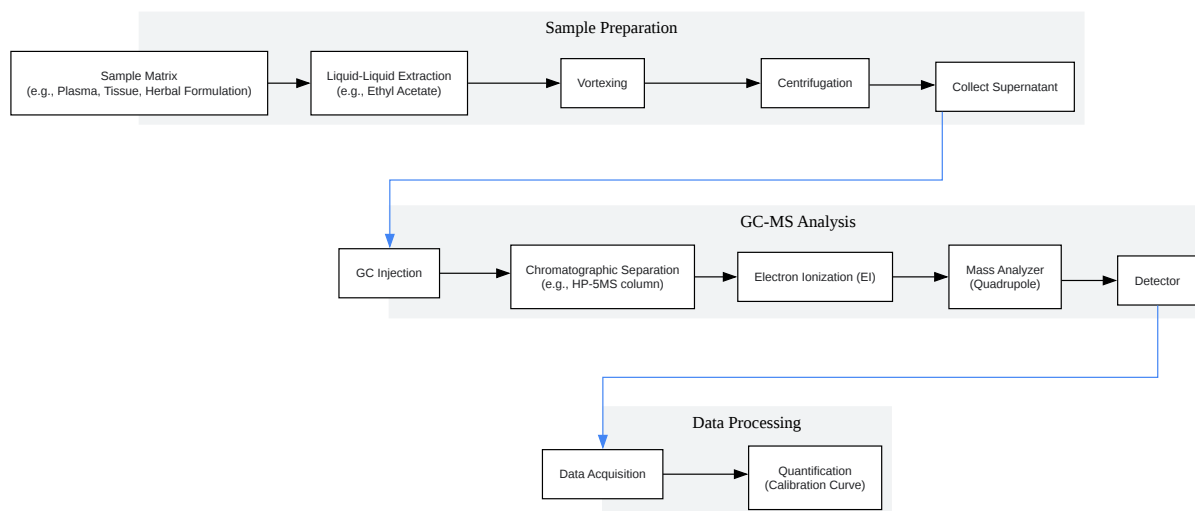 Sample Preparation
Sample Matrix
(e.g., Plasma, Tissue, Herbal Formulation)
Liquid-Liquid Extraction
(e.g., Ethyl Acetate)
Vortexing
Centrifugation
Collect Supernatant
GC-MS Analysis
GC Injection
Chromatographic Separation
(e.g., HP-5MS column)
Electron Ionization (EI)
Mass Analyzer
(Quadrupole)
Detector
Data Processing
Data Acquisition
Quantification
(Calibration Curve)